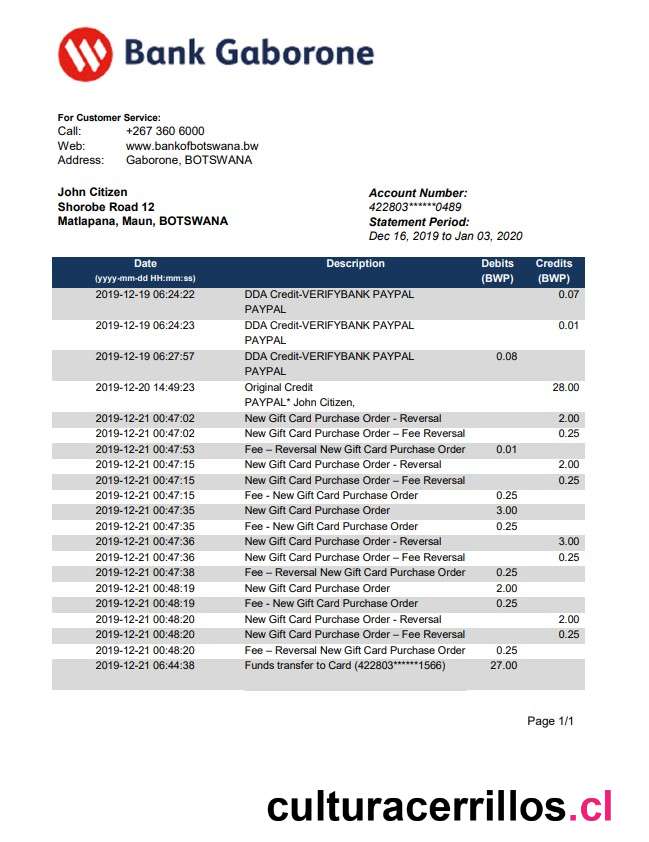 Bank Gaborone
For Customer Service:
Call: +267 360 6000
Web: www.bankofbotswana.bw
Address: Gaborone, BOTSWANA
John Citizen
Shorobe Road 12
Matlapana, Maun, BOTSWANA
Account Number:
422803******0489
Statement Period:
Dec 16, 2019 to Jan 03, 2020
Date Description Debits Credits
(yyyy-mm-dd HH:mm:ss) (BWP) (BWP)
2019-12-19 06:24:22 DDA Credit-VERIFYBANK PAYPAL 0.07
PAYPAL
2019-12-19 06:24:23 DDA Credit-VERIFYBANK PAYPAL 0.01
PAYPAL
2019-12-19 06:27:57 DDA Credit-VERIFYBANK PAYPAL 0.08
PAYPAL
2019-12-20 14:49:23 Original Credit 28.00
PAYPAL* John Citizen,
2019-12-21 00:47:02 New Gift Card Purchase Order - Reversal 2.00
2019-12-21 00:47:02 New Gift Card Purchase Order – Fee Reversal 0.25
2019-12-21 00:47:53 Fee – Reversal New Gift Card Purchase Order 0.01
2019-12-21 00:47:15 New Gift Card Purchase Order - Reversal 2.00
2019-12-21 00:47:15 New Gift Card Purchase Order – Fee Reversal 0.25
2019-12-21 00:47:15 Fee - New Gift Card Purchase Order 0.25
2019-12-21 00:47:35 New Gift Card Purchase Order 3.00
2019-12-21 00:47:35 Fee - New Gift Card Purchase Order 0.25
2019-12-21 00:47:36 New Gift Card Purchase Order - Reversal 3.00
2019-12-21 00:47:36 New Gift Card Purchase Order – Fee Reversal 0.25
2019-12-21 00:47:38 Fee – Reversal New Gift Card Purchase Order 0.25
2019-12-21 00:48:19 New Gift Card Purchase Order 2.00
2019-12-21 00:48:19 Fee - New Gift Card Purchase Order 0.25
2019-12-21 00:48:20 New Gift Card Purchase Order - Reversal 2.00
2019-12-21 00:48:20 New Gift Card Purchase Order – Fee Reversal 0.25
2019-12-21 00:48:20 Fee – Reversal New Gift Card Purchase Order 0.25
2019-12-21 06:44:38 Funds transfer to Card (422803******1566) 27.00
Page 1/1
culturacerrillos.cl